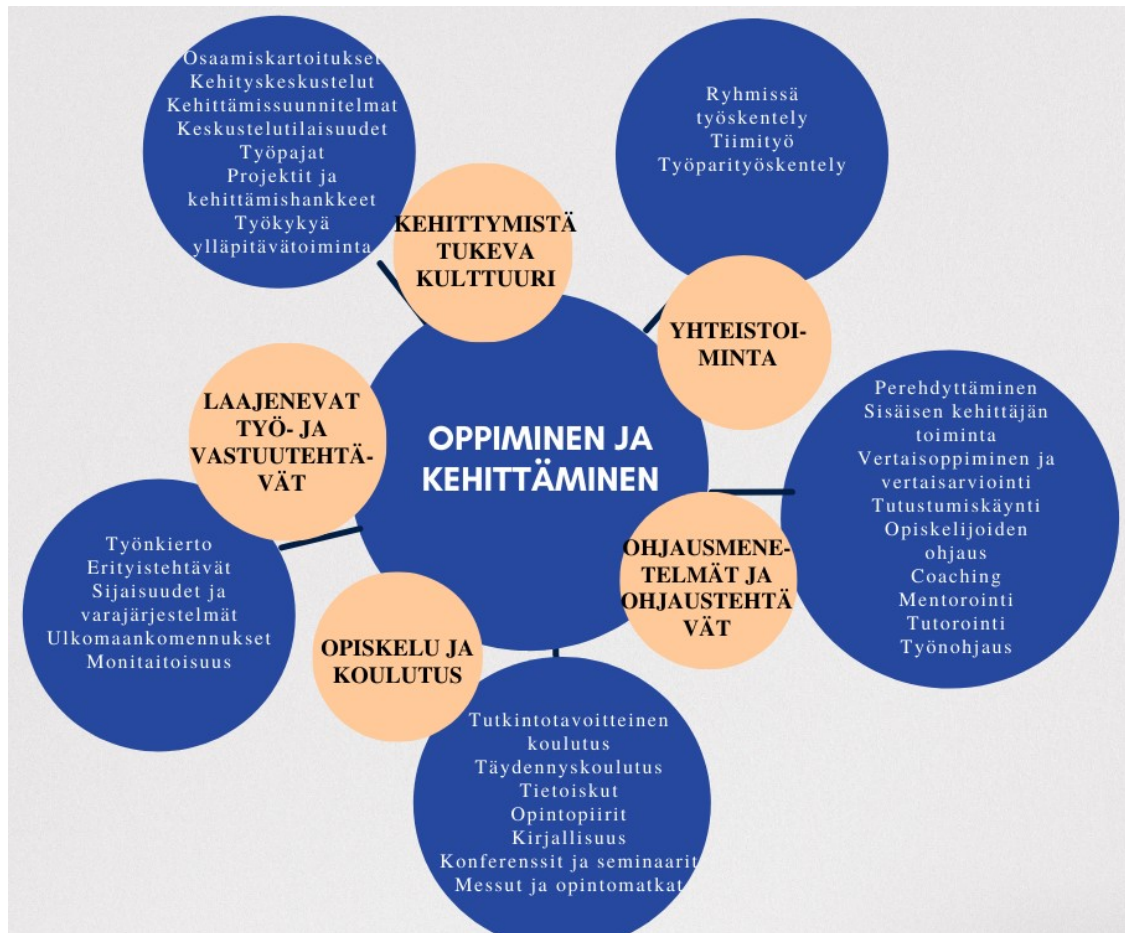 Osaamiskartoitukset
Kehityskeskustelut
Kehittämissuunnitelmat
Keskustelutilaisuudet
Työpajat
Projektit ja
kehittämishankkeet
Työkykyä
ylläpitävätoiminta
KEHITTYMISTÄ
TUKEVA
KULTTUURI
Ryhmissä
työskentely
Tiimityö
Työparityöskentely
YHTEISTOI-
MINTA
LAAJENEVAT
TYÖ- JA
VASTUUTEHTÄ-
VÄT
OPPIMINEN JA
KEHITTÄMINEN
Perehdyttäminen
Sisäisen kehittäjän
toiminta
Vertaisoppiminen ja
vertaisarviointi
Tutustumiskäynti
Opiskelijoiden
ohjaus
Coaching
Mentorointi
Tutorointi
Työnohjaus
OHJAUSMENE-
TELMÄT JA
OHJAUSTEHTÄ
VÄT
Työnkierto
Erityistehtävät
Sijaisuudet ja
varajärjestelmät
Ulkomaankomennukset
Monitaitoisuus
OPISKELU JA
KOULUTUS
Tutkintotavoitteinen
koulutus
Täydennyskoulutus
Tietoiskut
Opintopiirit
Kirjallisuus
Konferenssit ja seminaarit
Messut ja opintomatkat